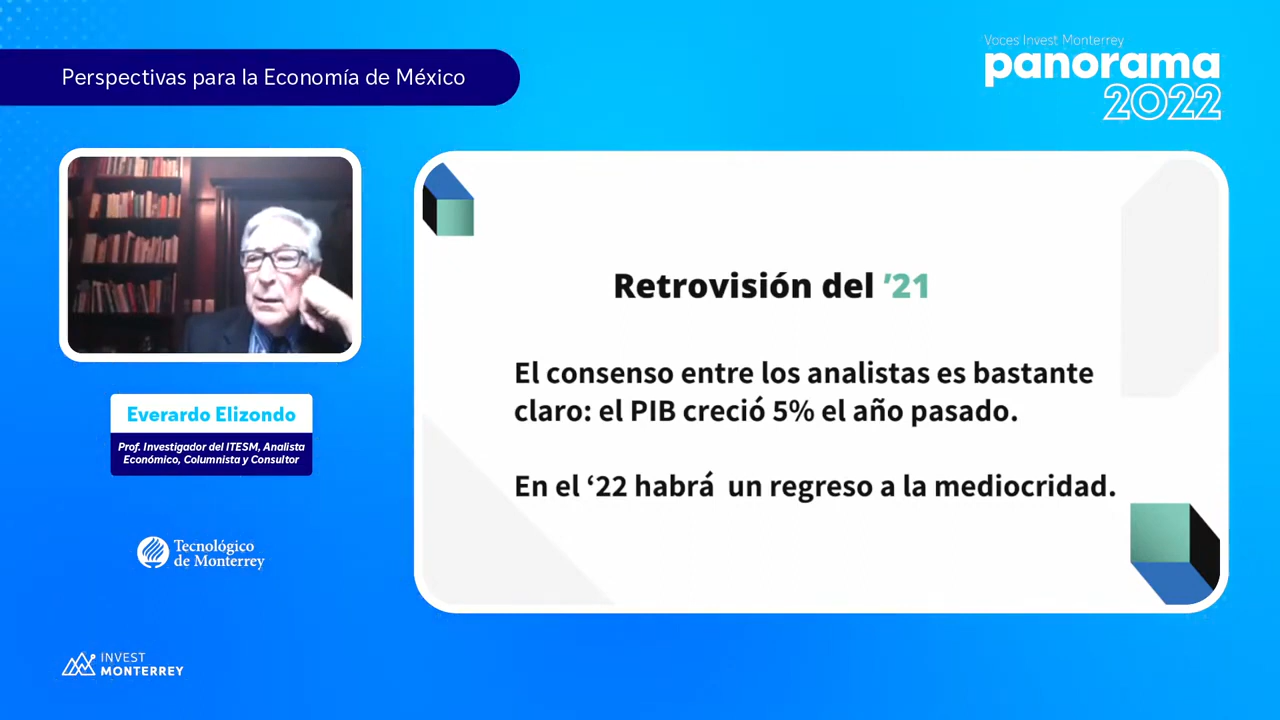 Perspectivas para la Economía de México
Voces Invest Monterrey
panorama
2022
Retrovisión del ’21
El consenso entre los analistas es bastante
claro: el PIB creció 5% el año pasado.
En el ‘22 habrá  un regreso a la mediocridad.
Everardo Elizondo
Prof. Investigador del ITESM, Analista
Económico, Columnista y Consultor
Tecnológico
de Monterrey
INVEST
MONTERREY